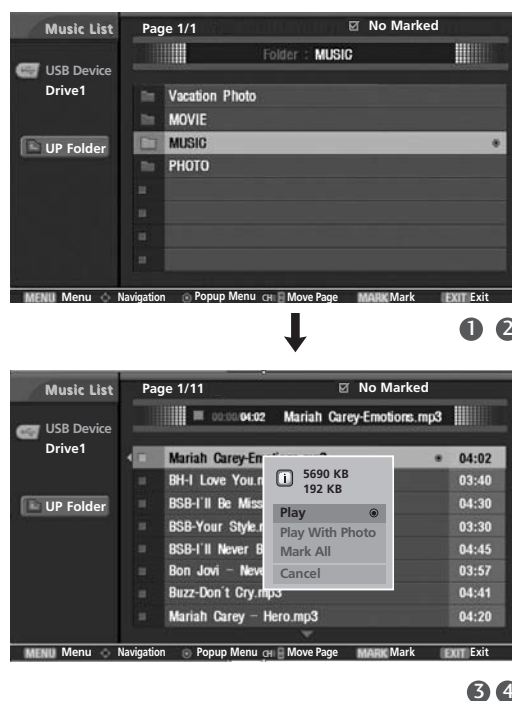 Music List
Page 1/1
No Marked
Folder : MUSIC
USB Device
Drive1
UP Folder
Vacation Photo
MOVIE
MUSIC
PHOTO
MENU Menu Navigation Popup Menu CH Move Page MARK Mark EXIT Exit
1 2
Music List
Page 1/11
No Marked
00:00/04:02 Mariah Carey-Emotions.mp3
USB Device
Drive1
UP Folder
Mariah Carey-Em 04:02
BH-I Love You.m 03:40
BSB-I'll Be Miss 04:30
BSB-Your Style. 03:30
BSB-I'll Never B 04:45
Bon Jovi - Neve 03:57
Buzz-Don't Cry.mp3 04:41
Mariah Carey - Hero.mp3 04:20
5690 KB
192 KB
Play
Play With Photo
Mark All
Cancel
MENU Menu Navigation Popup Menu CH Move Page MARK Mark EXIT Exit
3 4